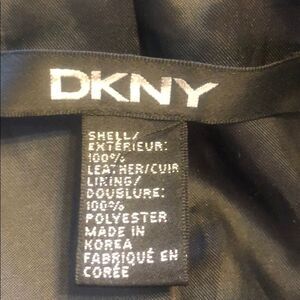 DKNY
SHELL/
EXTÉRIEUR:
100%
LEATHER/CUIR
LINING/
DOUBLURE:
100%
POLYESTER
MADE IN
KOREA
FABRIQUÉ EN
CORÉE